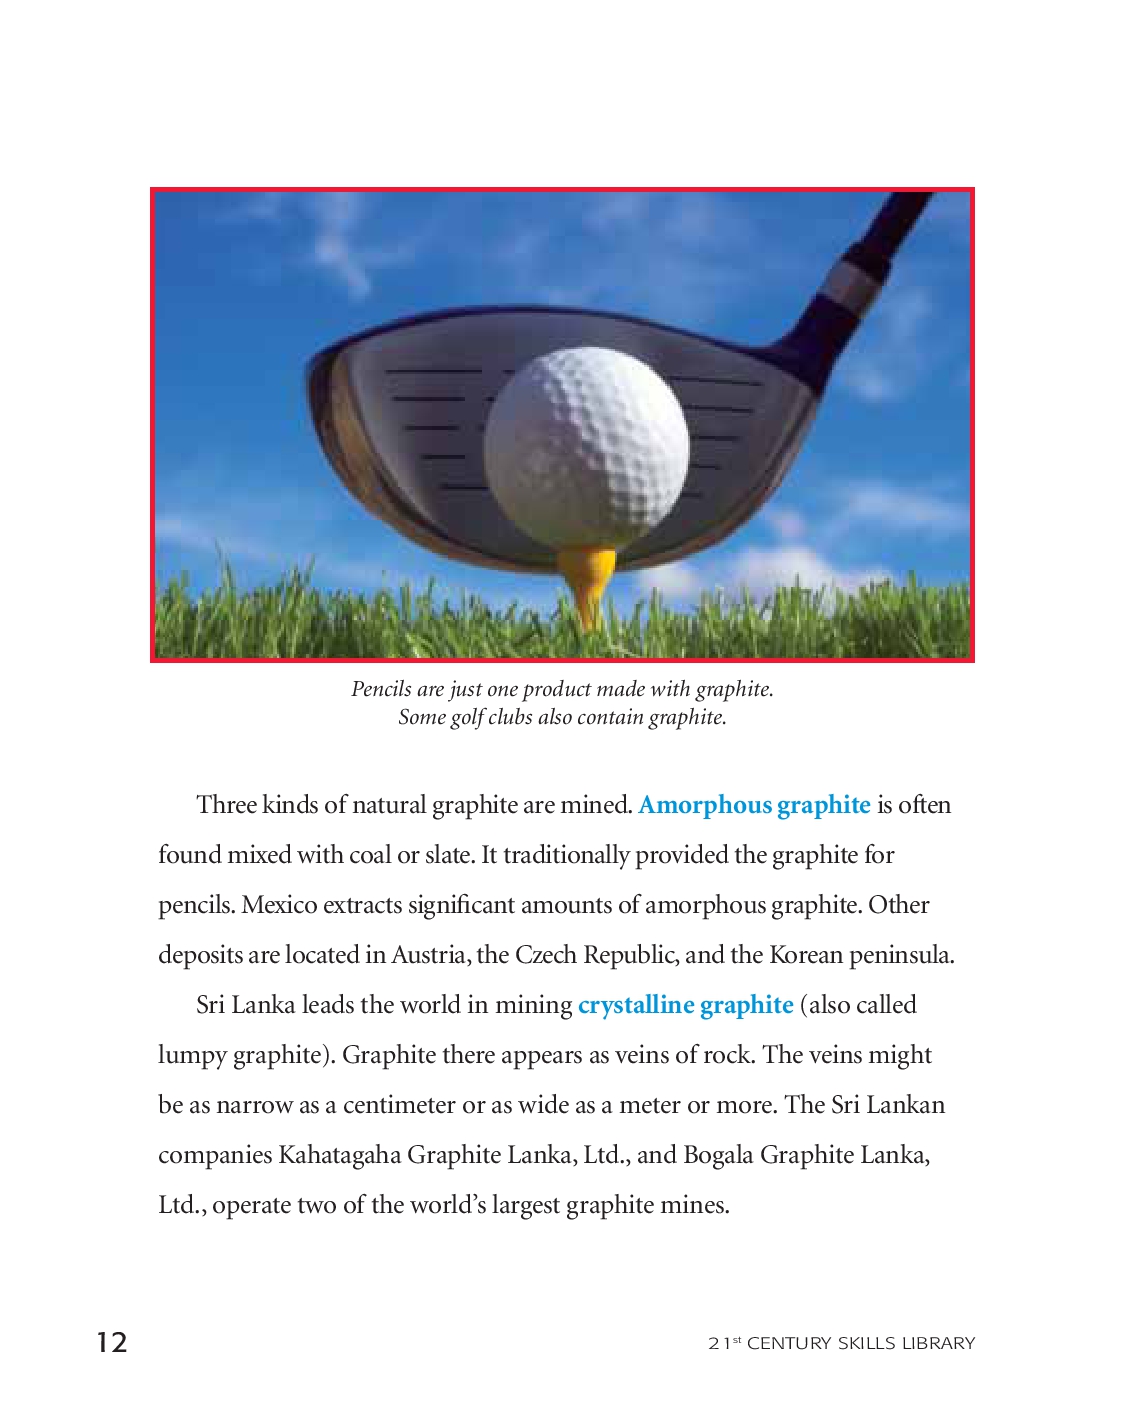 Pencils are just one product made with graphite.
Some golf clubs also contain graphite.
Three kinds of natural graphite are mined. Amorphous graphite is often
found mixed with coal or slate. It traditionally provided the graphite for
pencils. Mexico extracts significant amounts of amorphous graphite. Other
deposits are located in Austria, the Czech Republic, and the Korean peninsula.
Sri Lanka leads the world in mining crystalline graphite (also called
lumpy graphite). Graphite there appears as veins of rock. The veins might
be as narrow as a centimeter or as wide as a meter or more. The Sri Lankan
companies Kahatagaha Graphite Lanka, Ltd., and Bogala Graphite Lanka,
Ltd., operate two of the world’s largest graphite mines.
12
21st CENTURY SKILLS LIBRARY